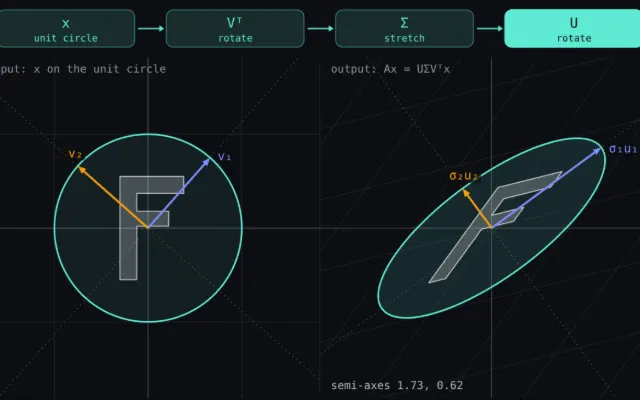 x
unit circle
Vᵀ
rotate
Σ
stretch
U
rotate
put: x on the unit circle
output: Ax = UΣVᵀx
v₂
v₁
σ₂u₂
σ₁u₁
semi-axes 1.73, 0.62